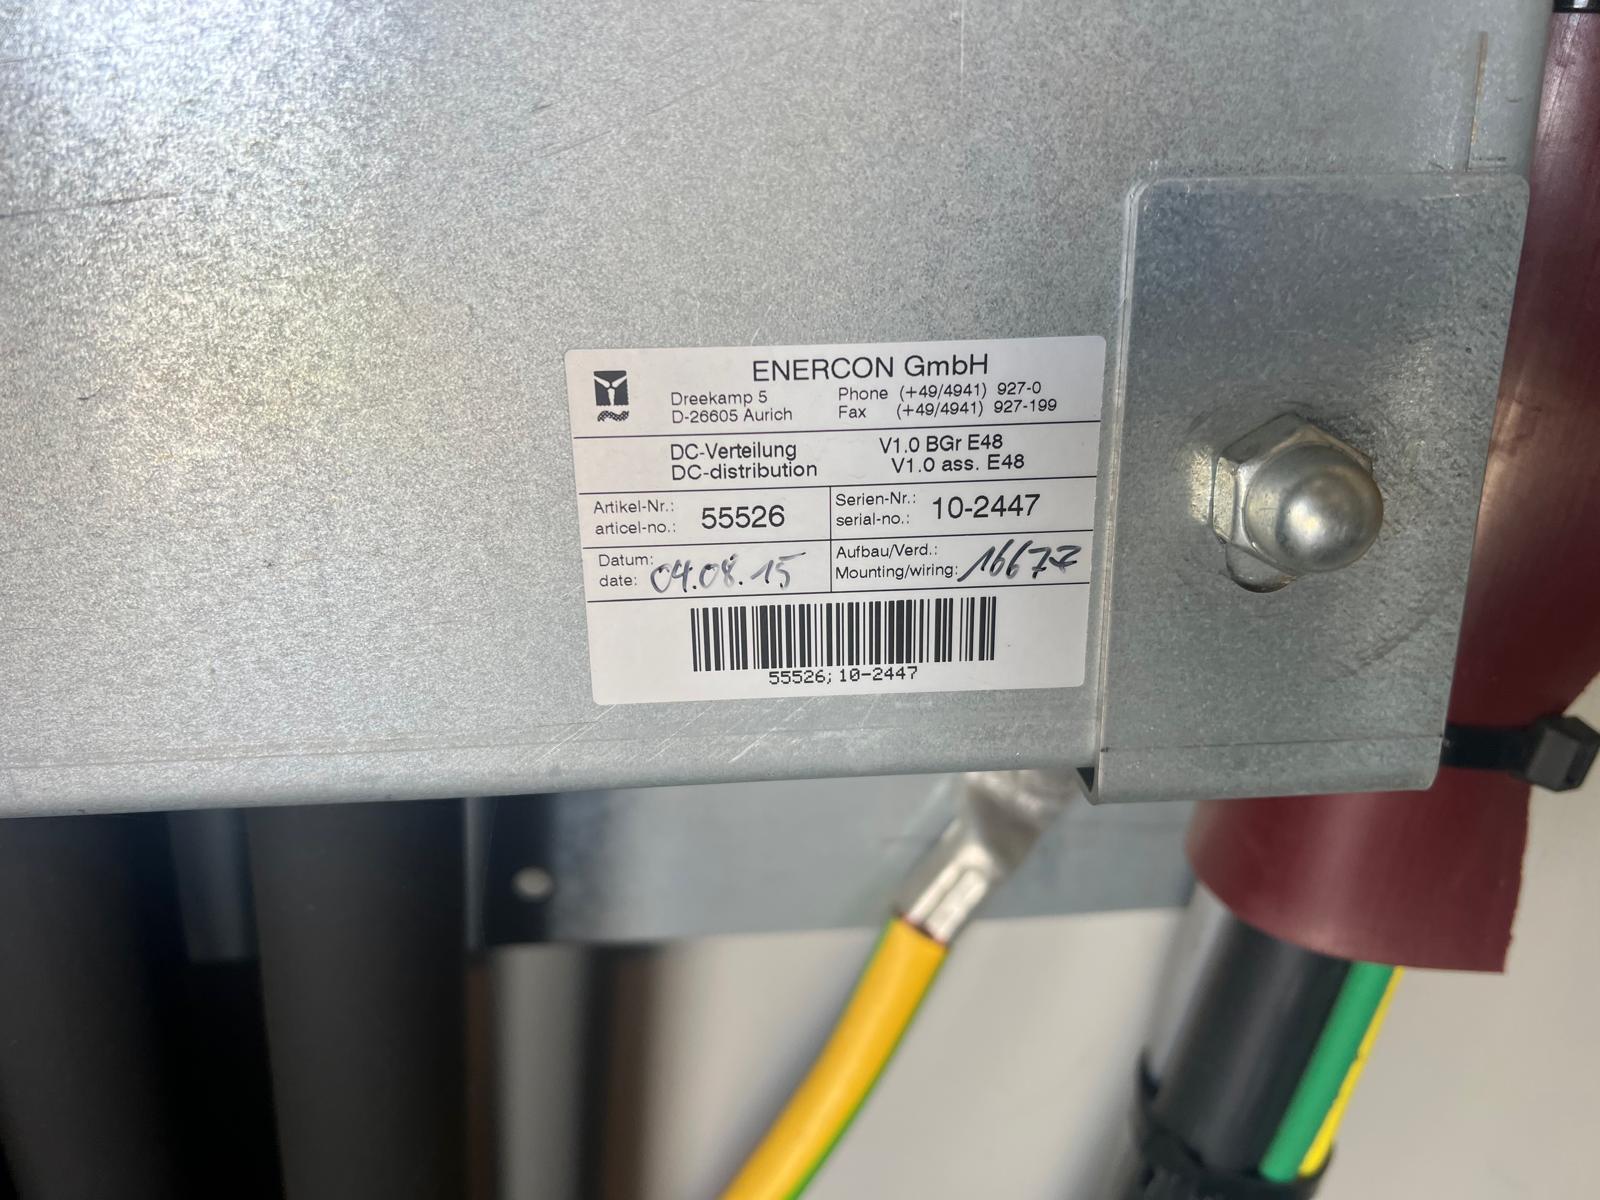 ENERCON GmbH
Dreekamp 5
D-26605 Aurich
Phone (+49/4941) 927-0
Fax (+49/4941) 927-199
DC-Verteilung V1.0 BGr E48
DC-distribution V1.0 ass. E48
Artikel-Nr.:
articel-no.: 55526
Serien-Nr.:
serial-no.: 10-2447
Datum:
date: 04.08.15
Aufbau/Verd.:
Mounting/wiring: 16677
55526; 10-2447